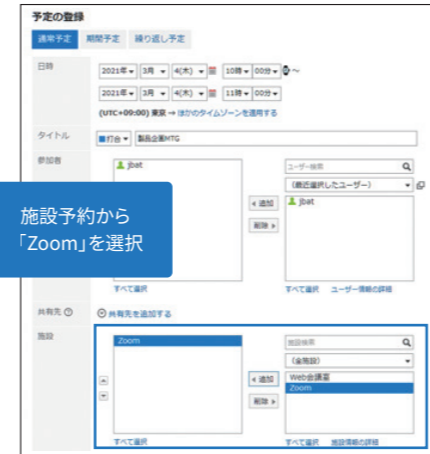 予定の登録
通常予定 期間予定 繰り返し予定
日時
2021年 3月 4(木) 10時 00分 ～
2021年 3月 4(木) 11時 00分
(UTC+09:00) 東京 → ほかのタイムゾーンを適用する
タイトル
打合 製品企画MTG
参加者
jbat
ユーザー検索
(最近選択したユーザー)
追加
jbat
削除
施設予約から
「Zoom」を選択
すべて選択
すべて選択 ユーザー情報の詳細
共有先
共有先を追加する
施設
Zoom
施設検索
(全施設)
追加
Web会議室
Zoom
削除
すべて選択
すべて選択 施設情報の詳細